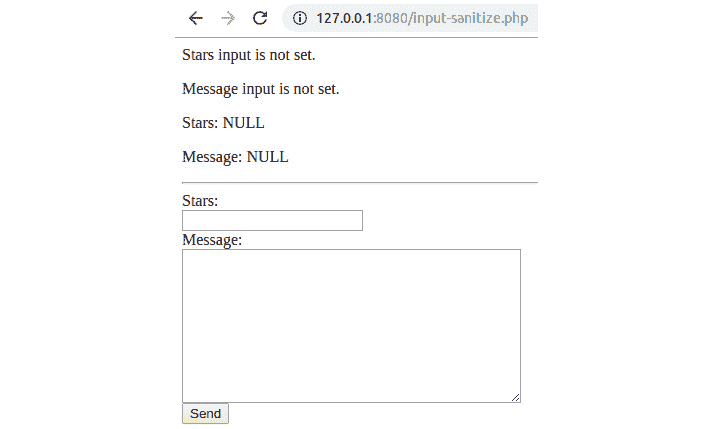 127.0.0.1:8080/input-sanitize.php
Stars input is not set.
Message input is not set.
Stars: NULL
Message: NULL
Stars:
Message:
Send